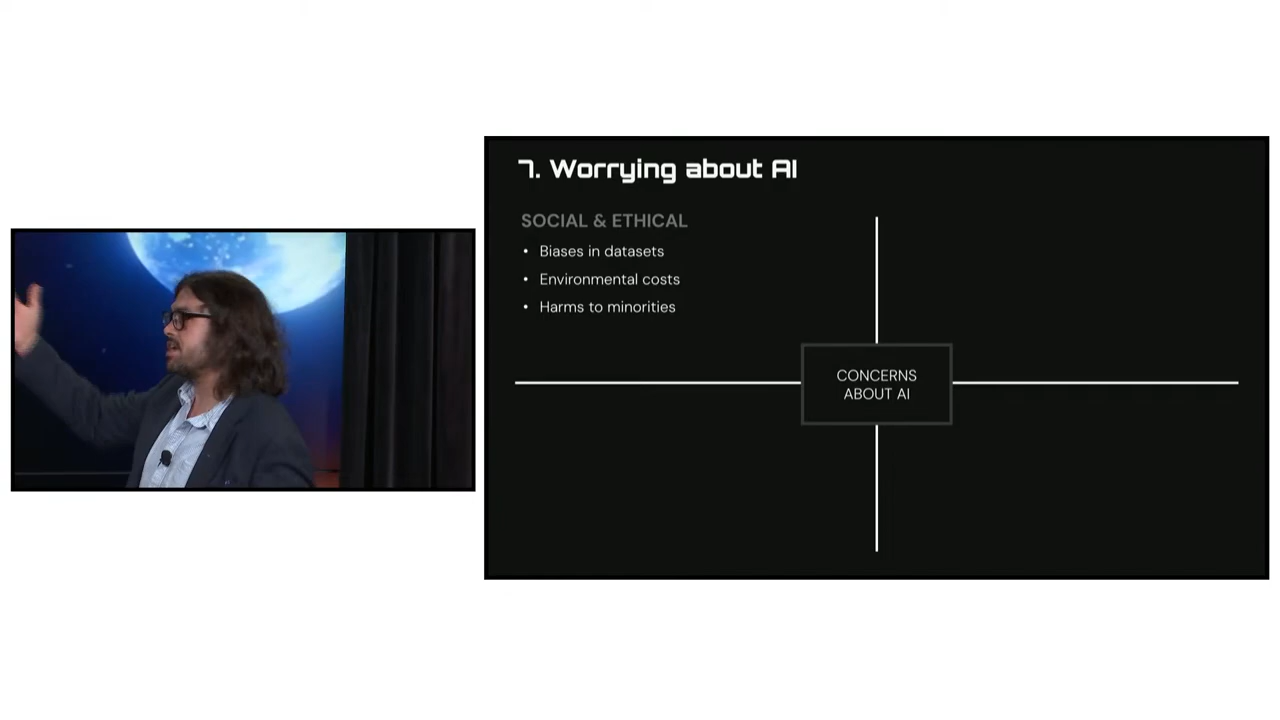 7. Worrying about AI
SOCIAL & ETHICAL
• Biases in datasets
• Environmental costs
• Harms to minorities
CONCERNS
ABOUT AI